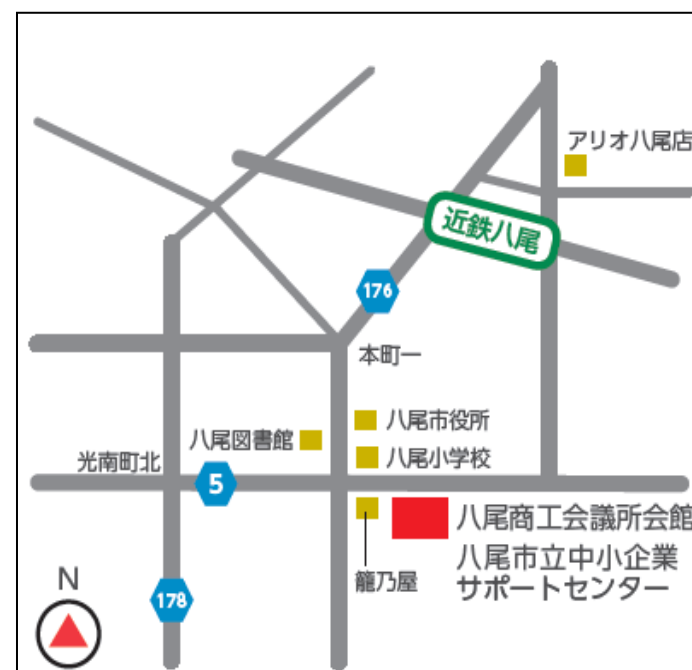 アリオ八尾店
近鉄八尾
176
本町一
八尾市役所
八尾図書館
八尾小学校
光南町北
5
八尾商工会議所会館
八尾市立中小企業
サポートセンター
籠乃屋
N
178